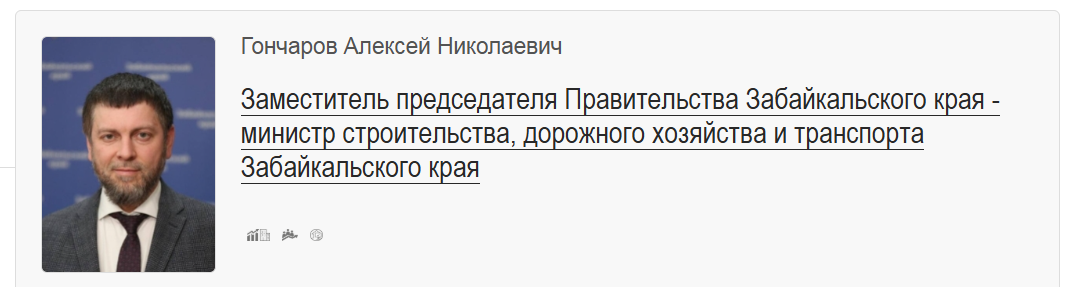 Гончаров Алексей Николаевич
Заместитель председателя Правительства Забайкальского края -
министр строительства, дорожного хозяйства и транспорта
Забайкальского края